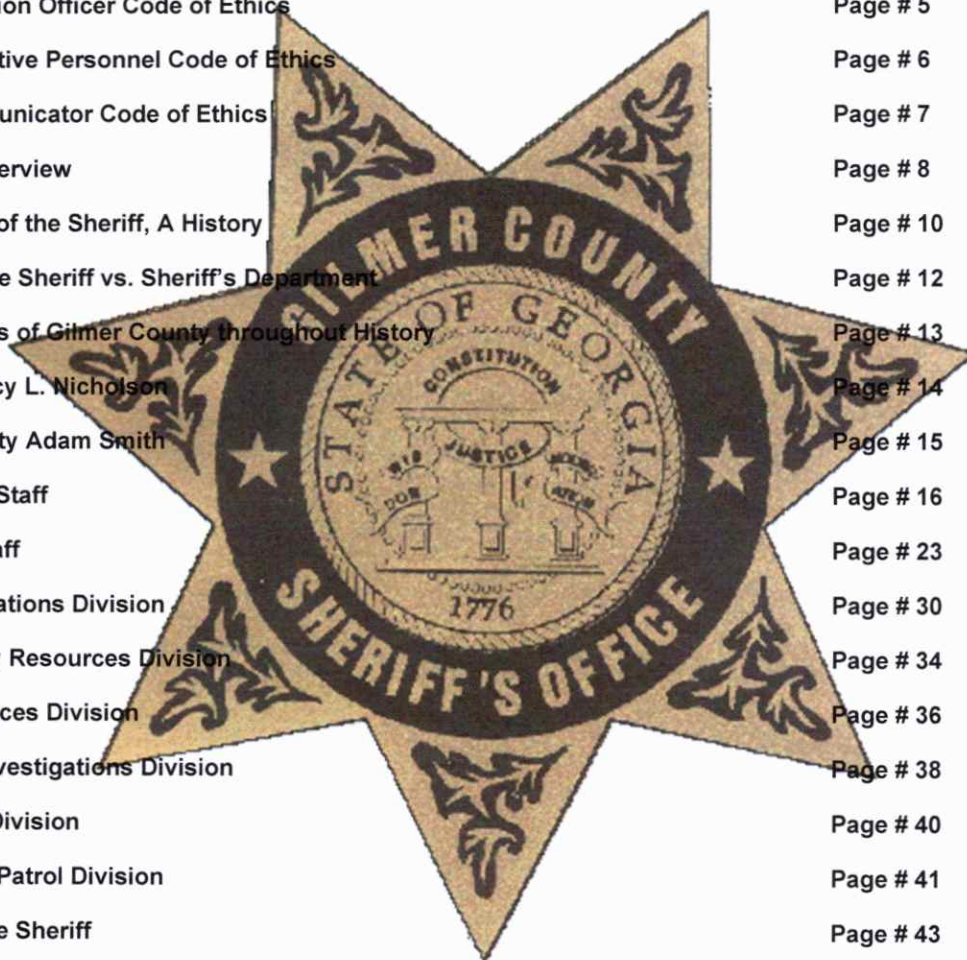 ion Officer Code of Ethics Page # 5
tive Personnel Code of Ethics Page # 6
unicator Code of Ethics Page # 7
erview Page # 8
of the Sheriff, A History Page # 10
e Sheriff vs. Sheriff's Department Page # 12
s of Gilmer County throughout History Page # 13
cy L. Nicholson Page # 14
ty Adam Smith Page # 15
Staff Page # 16
aff Page # 23
ations Division Page # 30
Resources Division Page # 34
ces Division Page # 36
vestigations Division Page # 38
Division Page # 40
Patrol Division Page # 41
e Sheriff Page # 43
GILMER COUNTY
STATE OF GEORGIA
CONSTITUTION
WIS
DOM
JUSTICE
1776
SHERIFF'S OFFICE